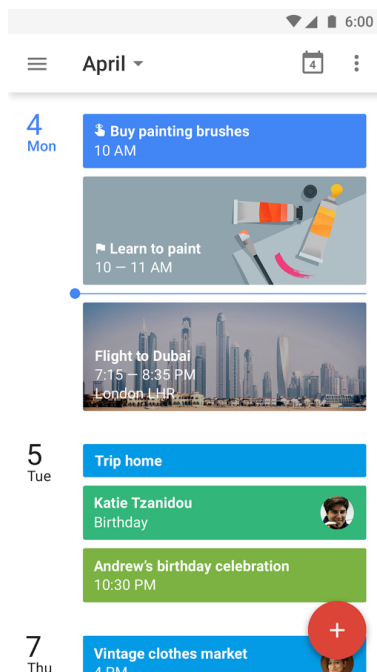 6:00
April
4
4
Mon
Buy painting brushes
10 AM
Learn to paint
10 — 11 AM
Flight to Dubai
7:15 — 8:35 PM
London LHR
5
Tue
Trip home
Katie Tzanidou
Birthday
Andrew's birthday celebration
10:30 PM
7
Thu
Vintage clothes market
4 PM